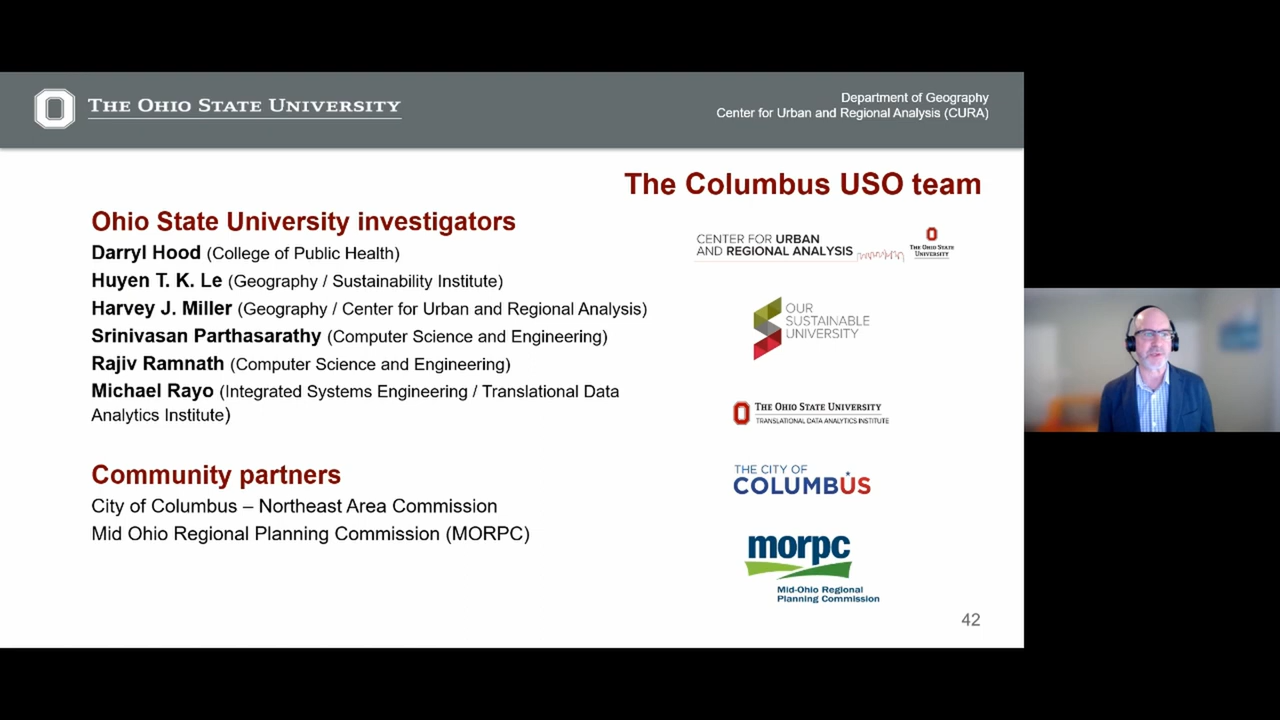 THE OHIO STATE UNIVERSITY
Department of Geography
Center for Urban and Regional Analysis (CURA)
The Columbus USO team
Ohio State University investigators
Darryl Hood (College of Public Health)
Huyen T. K. Le (Geography / Sustainability Institute)
Harvey J. Miller (Geography / Center for Urban and Regional Analysis)
Srinivasan Parthasarathy (Computer Science and Engineering)
Rajiv Ramnath (Computer Science and Engineering)
Michael Rayo (Integrated Systems Engineering / Translational Data
Analytics Institute)
Community partners
City of Columbus – Northeast Area Commission
Mid Ohio Regional Planning Commission (MORPC)
CENTER FOR URBAN
AND REGIONAL ANALYSIS
THE OHIO STATE
UNIVERSITY
OUR
SUSTAINABLE
UNIVERSITY
THE OHIO STATE UNIVERSITY
TRANSLATIONAL DATA ANALYTICS INSTITUTE
THE CITY OF
COLUMBUS
morpc
Mid-Ohio Regional
Planning Commission
42